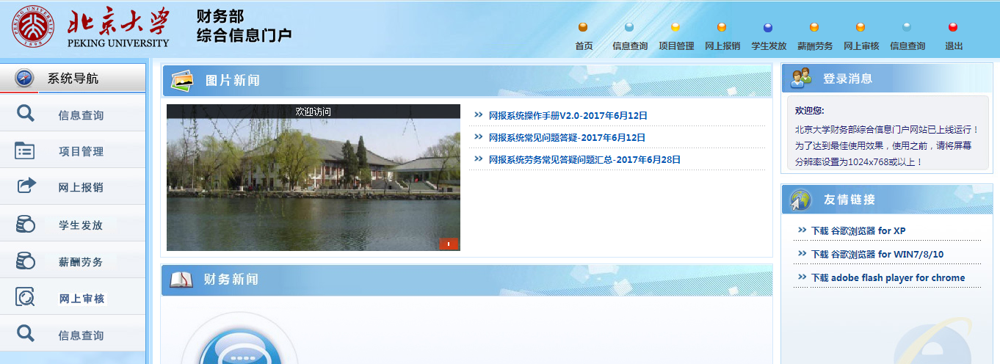 北京大学
PEKING UNIVERSITY
PEKING UNIVERSITY
1898
财务部
综合信息门户
首页
信息查询
项目管理
网上报销
学生发放
薪酬劳务
网上审核
信息查询
退出
系统导航
信息查询
项目管理
网上报销
学生发放
薪酬劳务
网上审核
信息查询
图片新闻
欢迎访问
1
网报系统操作手册V2.0-2017年6月12日
网报系统常见问题答疑-2017年6月12日
网报系统劳务常见答疑问题汇总-2017年6月28日
财务新闻
登录消息
欢迎您:
北京大学财务部综合信息门户网站已上线运行！
为了达到最佳使用效果，使用之前，请将屏幕
分辨率设置为1024x768或以上！
友情链接
下载 谷歌浏览器 for XP
下载 谷歌浏览器 for WIN7/8/10
下载 adobe flash player for chrome